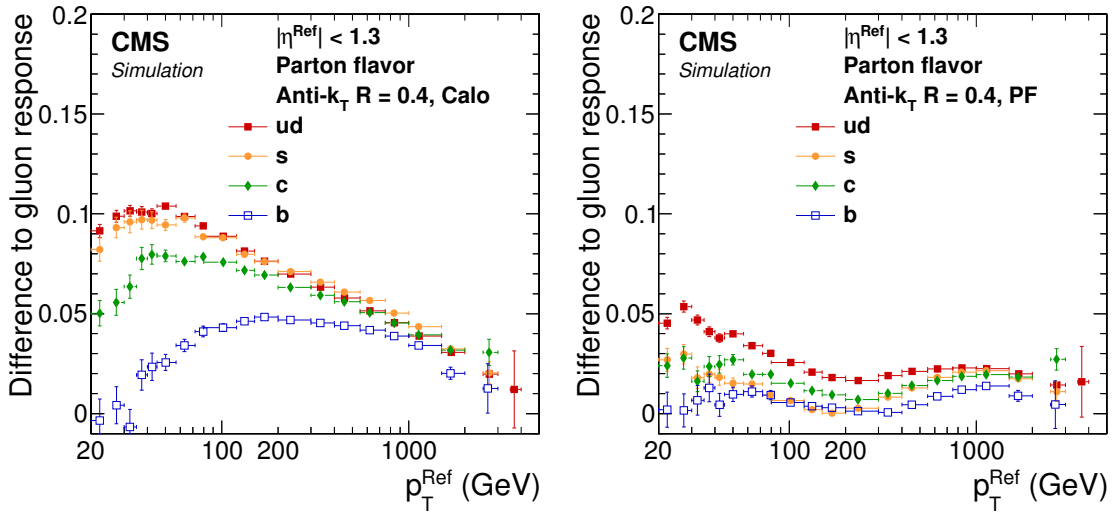 CMS
Simulation
|η^Ref| < 1.3
Parton flavor
Anti-k_T R = 0.4, Calo
ud
s
c
b
Difference to gluon response
0.2
0.15
0.1
0.05
0
20
100
200
1000
p_T^Ref (GeV)
CMS
Simulation
|η^Ref| < 1.3
Parton flavor
Anti-k_T R = 0.4, PF
ud
s
c
b
Difference to gluon response
0.2
0.15
0.1
0.05
0
20
100
200
1000
p_T^Ref (GeV)